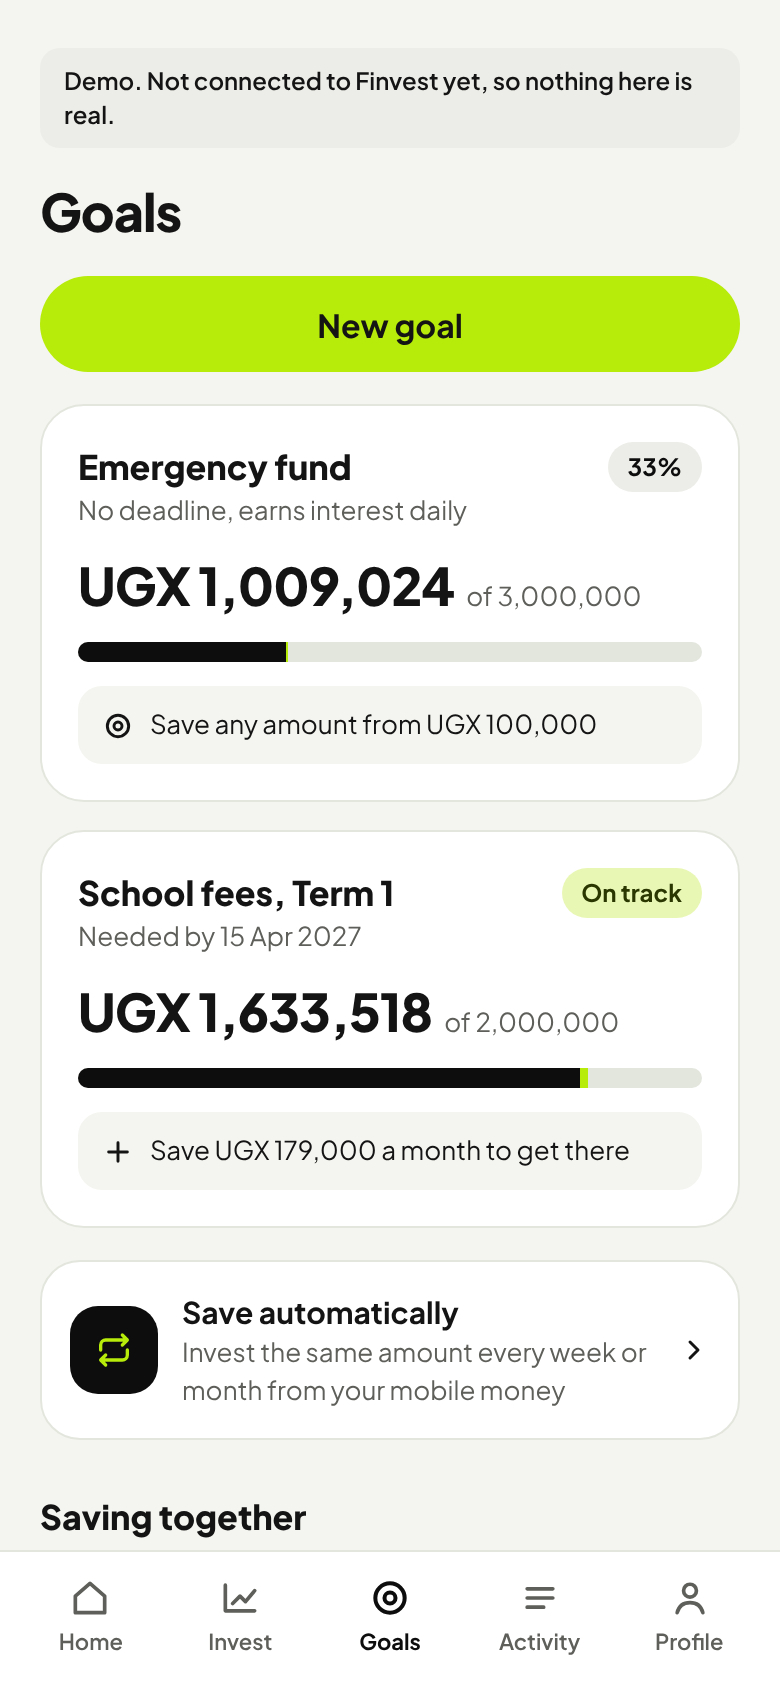 Demo. Not connected to Finvest yet, so nothing here is
real.
Goals
New goal
Emergency fund
33%
No deadline, earns interest daily
UGX 1,009,024 of 3,000,000
Save any amount from UGX 100,000
School fees, Term 1
On track
Needed by 15 Apr 2027
UGX 1,633,518 of 2,000,000
Save UGX 179,000 a month to get there
Save automatically
Invest the same amount every week or
month from your mobile money
Saving together
Home
Invest
Goals
Activity
Profile